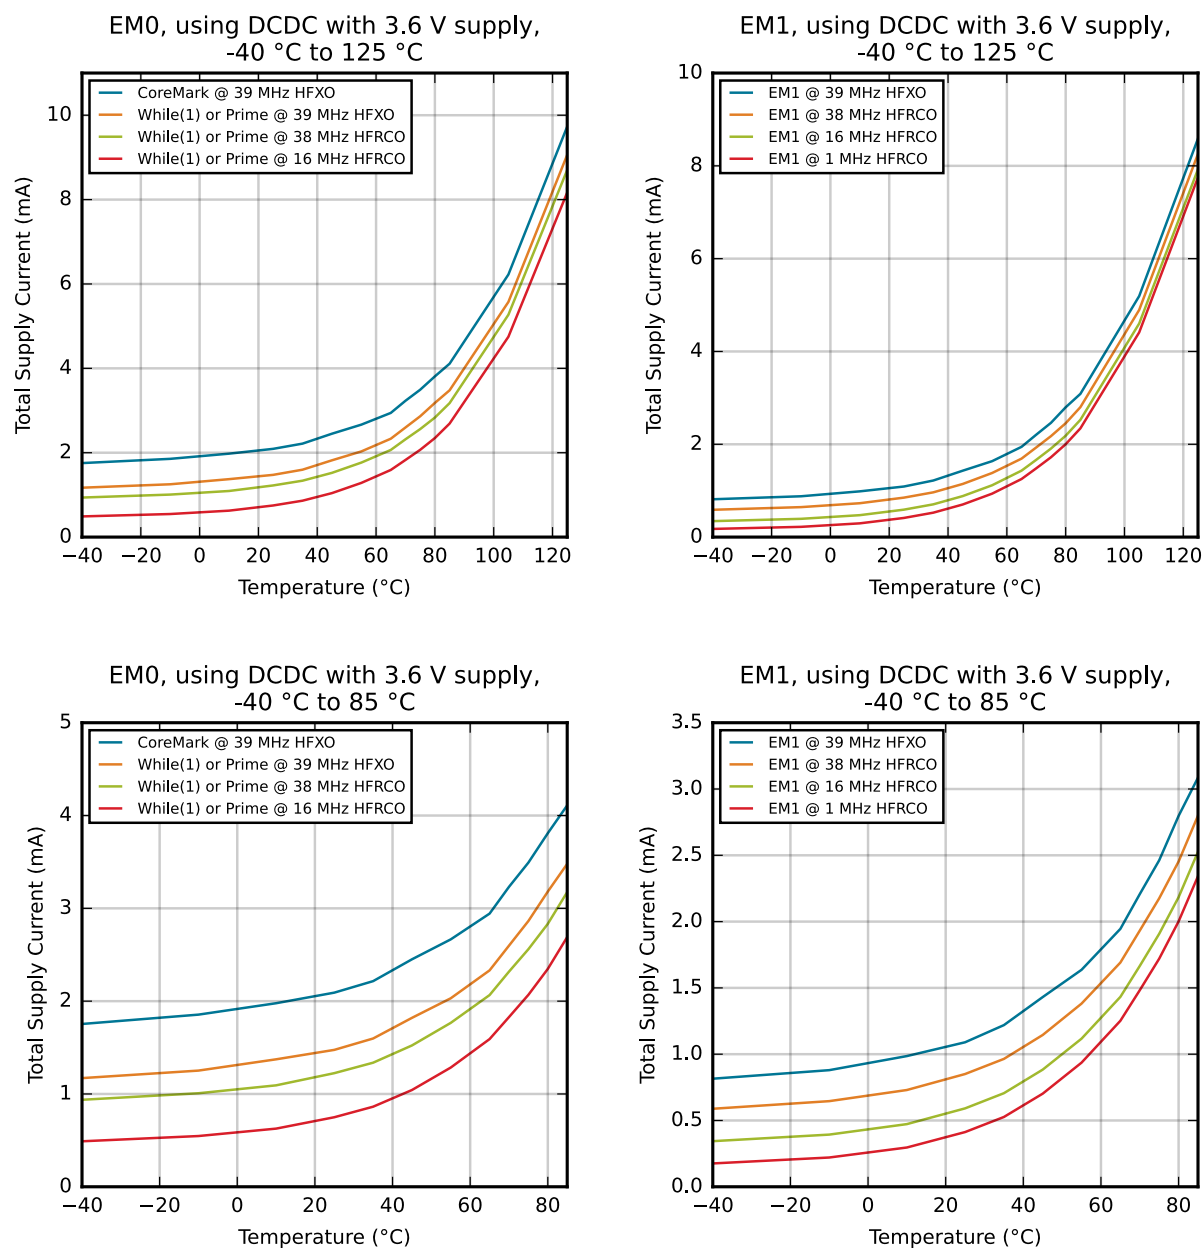 EM0, using DCDC with 3.6 V supply,
-40 °C to 125 °C
CoreMark @ 39 MHz HFXO
While(1) or Prime @ 39 MHz HFXO
While(1) or Prime @ 38 MHz HFRCO
While(1) or Prime @ 16 MHz HFRCO
10
8
6
4
2
0
Total Supply Current (mA)
−40 −20 0 20 40 60 80 100 120
Temperature (°C)
EM1, using DCDC with 3.6 V supply,
-40 °C to 125 °C
EM1 @ 39 MHz HFXO
EM1 @ 38 MHz HFRCO
EM1 @ 16 MHz HFRCO
EM1 @ 1 MHz HFRCO
10
8
6
4
2
0
Total Supply Current (mA)
−40 −20 0 20 40 60 80 100 120
Temperature (°C)
EM0, using DCDC with 3.6 V supply,
-40 °C to 85 °C
CoreMark @ 39 MHz HFXO
While(1) or Prime @ 39 MHz HFXO
While(1) or Prime @ 38 MHz HFRCO
While(1) or Prime @ 16 MHz HFRCO
5
4
3
2
1
0
Total Supply Current (mA)
−40 −20 0 20 40 60 80
Temperature (°C)
EM1, using DCDC with 3.6 V supply,
-40 °C to 85 °C
EM1 @ 39 MHz HFXO
EM1 @ 38 MHz HFRCO
EM1 @ 16 MHz HFRCO
EM1 @ 1 MHz HFRCO
3.5
3.0
2.5
2.0
1.5
1.0
0.5
0.0
Total Supply Current (mA)
−40 −20 0 20 40 60 80
Temperature (°C)